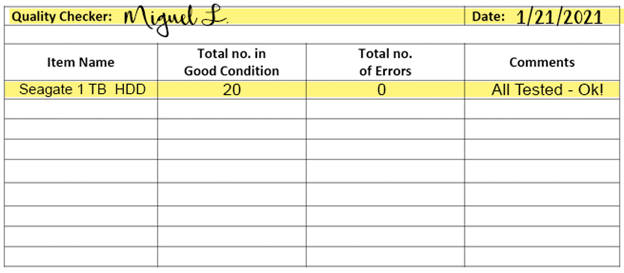 Quality Checker: Miguel L. Date: 1/21/2021
Item Name Total no. in Good Condition Total no. of Errors Comments
Seagate 1 TB HDD 20 0 All Tested - Ok!